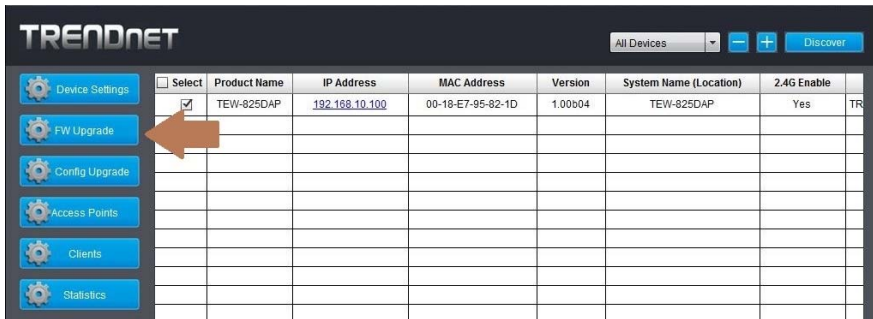 TRENDnet
All Devices
Discover
Device Settings
FW Upgrade
Config Upgrade
Access Points
Clients
Statistics
Select Product Name IP Address MAC Address Version System Name (Location) 2.4G Enable
TEW-825DAP 192.168.10.100 00-18-E7-95-82-1D 1.00b04 TEW-825DAP Yes TR